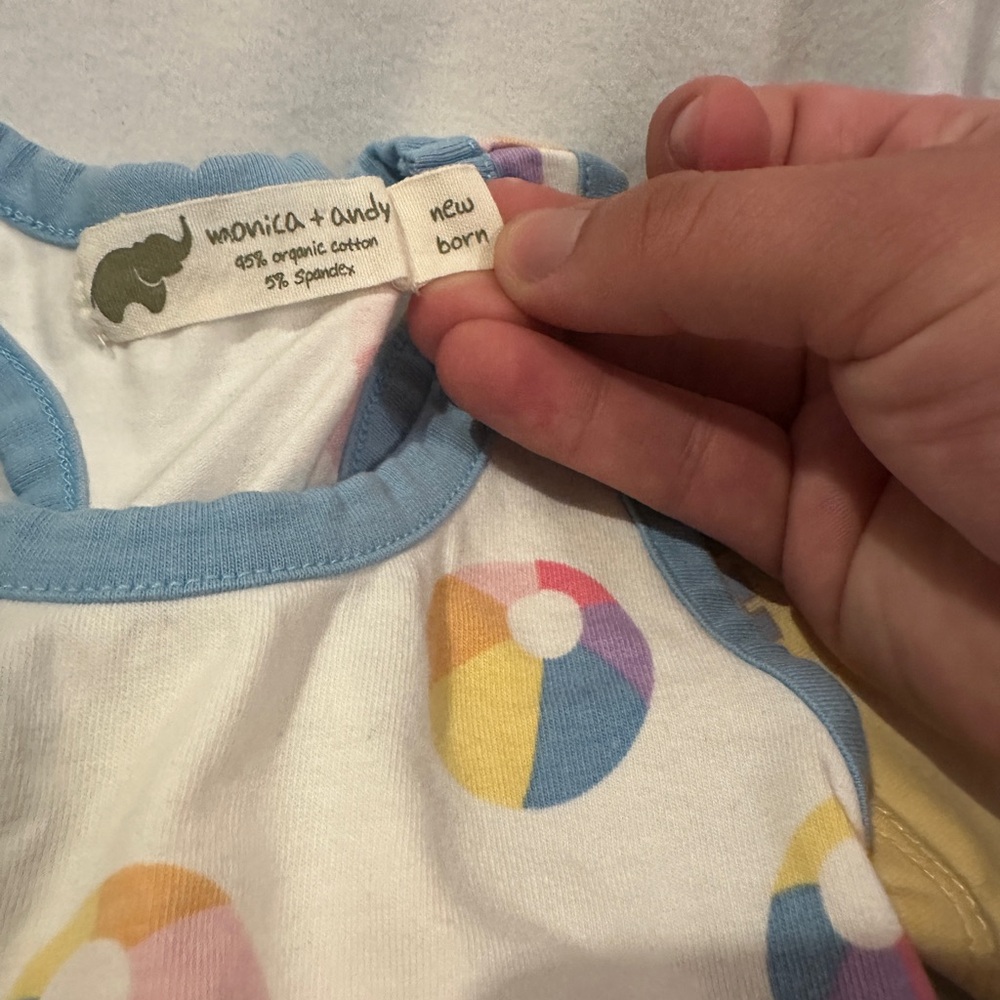 monica + andy
95% organic cotton
5% Spandex
new
born